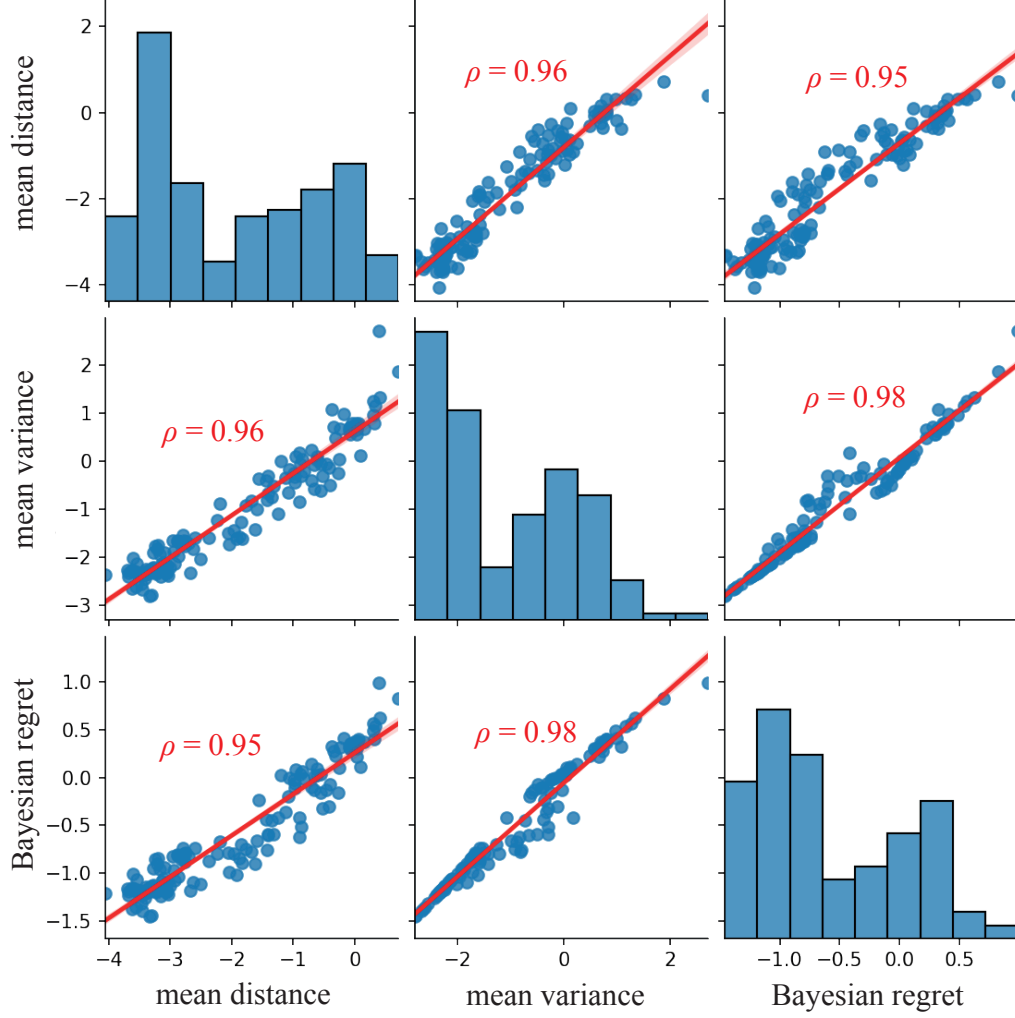 mean distance
2
0
−2
−4
ρ = 0.96
ρ = 0.95
mean variance
2
1
0
−1
−2
−3
ρ = 0.96
ρ = 0.98
Bayesian regret
1.0
0.5
0.0
−0.5
−1.0
−1.5
ρ = 0.95
ρ = 0.98
−4 −3 −2 −1 0
−2 0 2
−1.0 −0.5 0.0 0.5
mean distance
mean variance
Bayesian regret